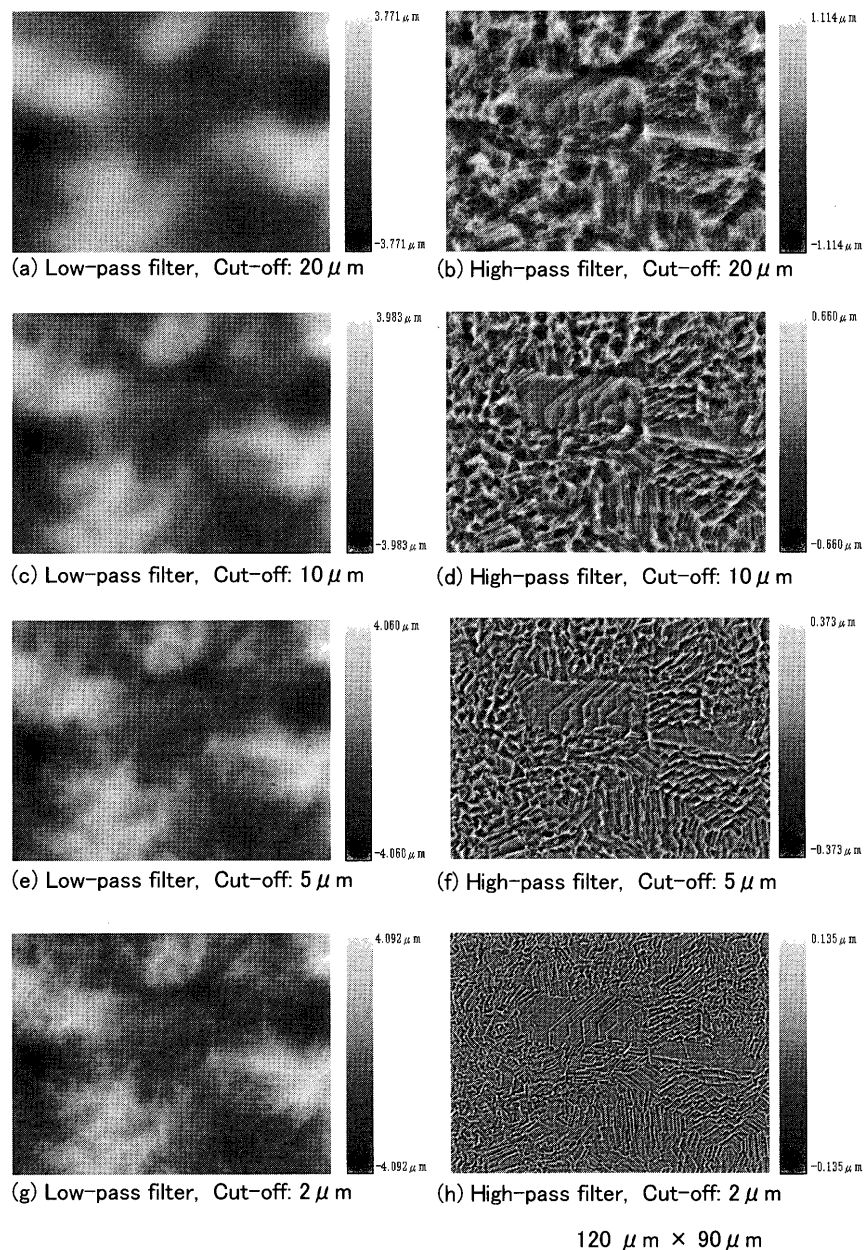 3.771μm
-3.771μm
(a) Low-pass filter, Cut-off: 20μm
1.114μm
-1.114μm
(b) High-pass filter, Cut-off: 20μm
3.983μm
-3.983μm
(c) Low-pass filter, Cut-off: 10μm
0.660μm
-0.660μm
(d) High-pass filter, Cut-off: 10μm
4.060μm
-4.060μm
(e) Low-pass filter, Cut-off: 5μm
0.373μm
-0.373μm
(f) High-pass filter, Cut-off: 5μm
4.092μm
-4.092μm
(g) Low-pass filter, Cut-off: 2μm
0.135μm
-0.135μm
(h) High-pass filter, Cut-off: 2μm
120 μm × 90μm